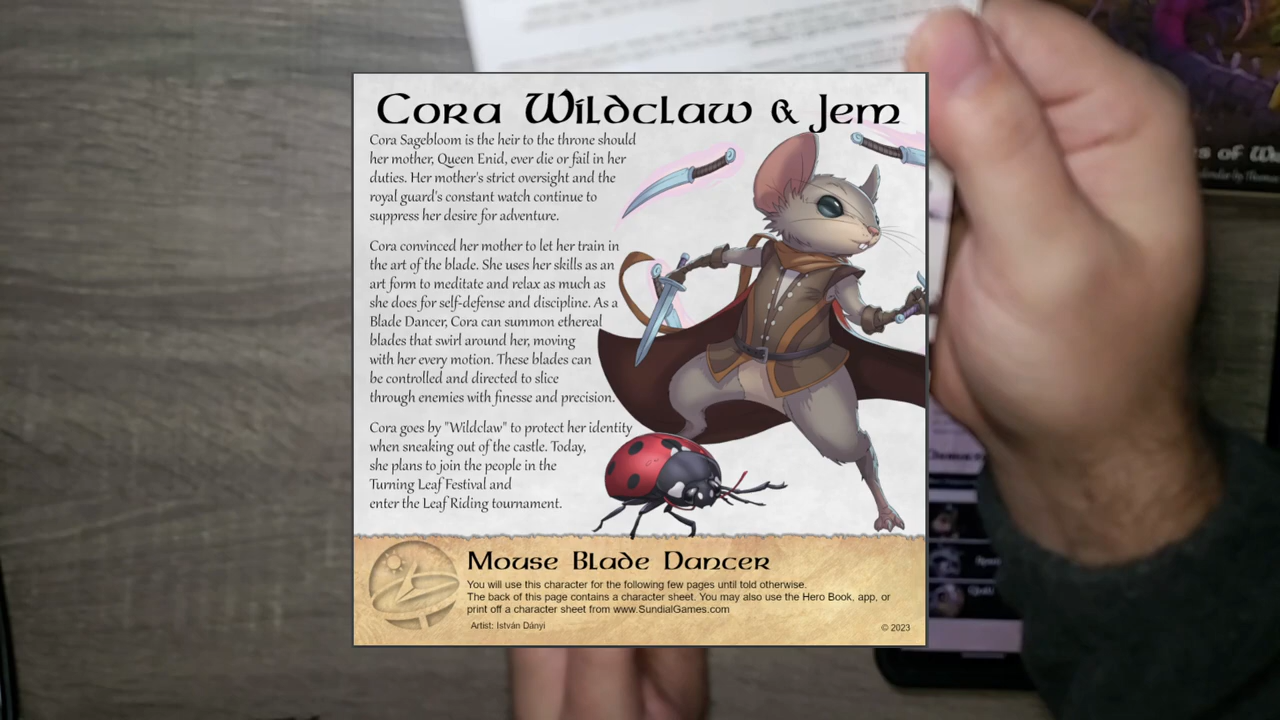 Cora Wildclaw & Jem
Cora Sagebloom is the heir to the throne should
her mother, Queen Enid, ever die or fail in her
duties. Her mother's strict oversight and the
royal guard's constant watch continue to
suppress her desire for adventure.
Cora convinced her mother to let her train in
the art of the blade. She uses her skills as an
art form to meditate and relax as much as
she does for self-defense and discipline. As a
Blade Dancer, Cora can summon ethereal
blades that swirl around her, moving
with her every motion. These blades can
be controlled and directed to slice
through enemies with finesse and precision.
Cora goes by "Wildclaw" to protect her identity
when sneaking out of the castle. Today,
she plans to join the people in the
Turning Leaf Festival and
enter the Leaf Riding tournament.
Mouse Blade Dancer
You will use this character for the following few pages until told otherwise.
The back of this page contains a character sheet. You may also use the Hero Book, app, or
print off a character sheet from www.SundialGames.com
Artist: István Dányi
© 2023